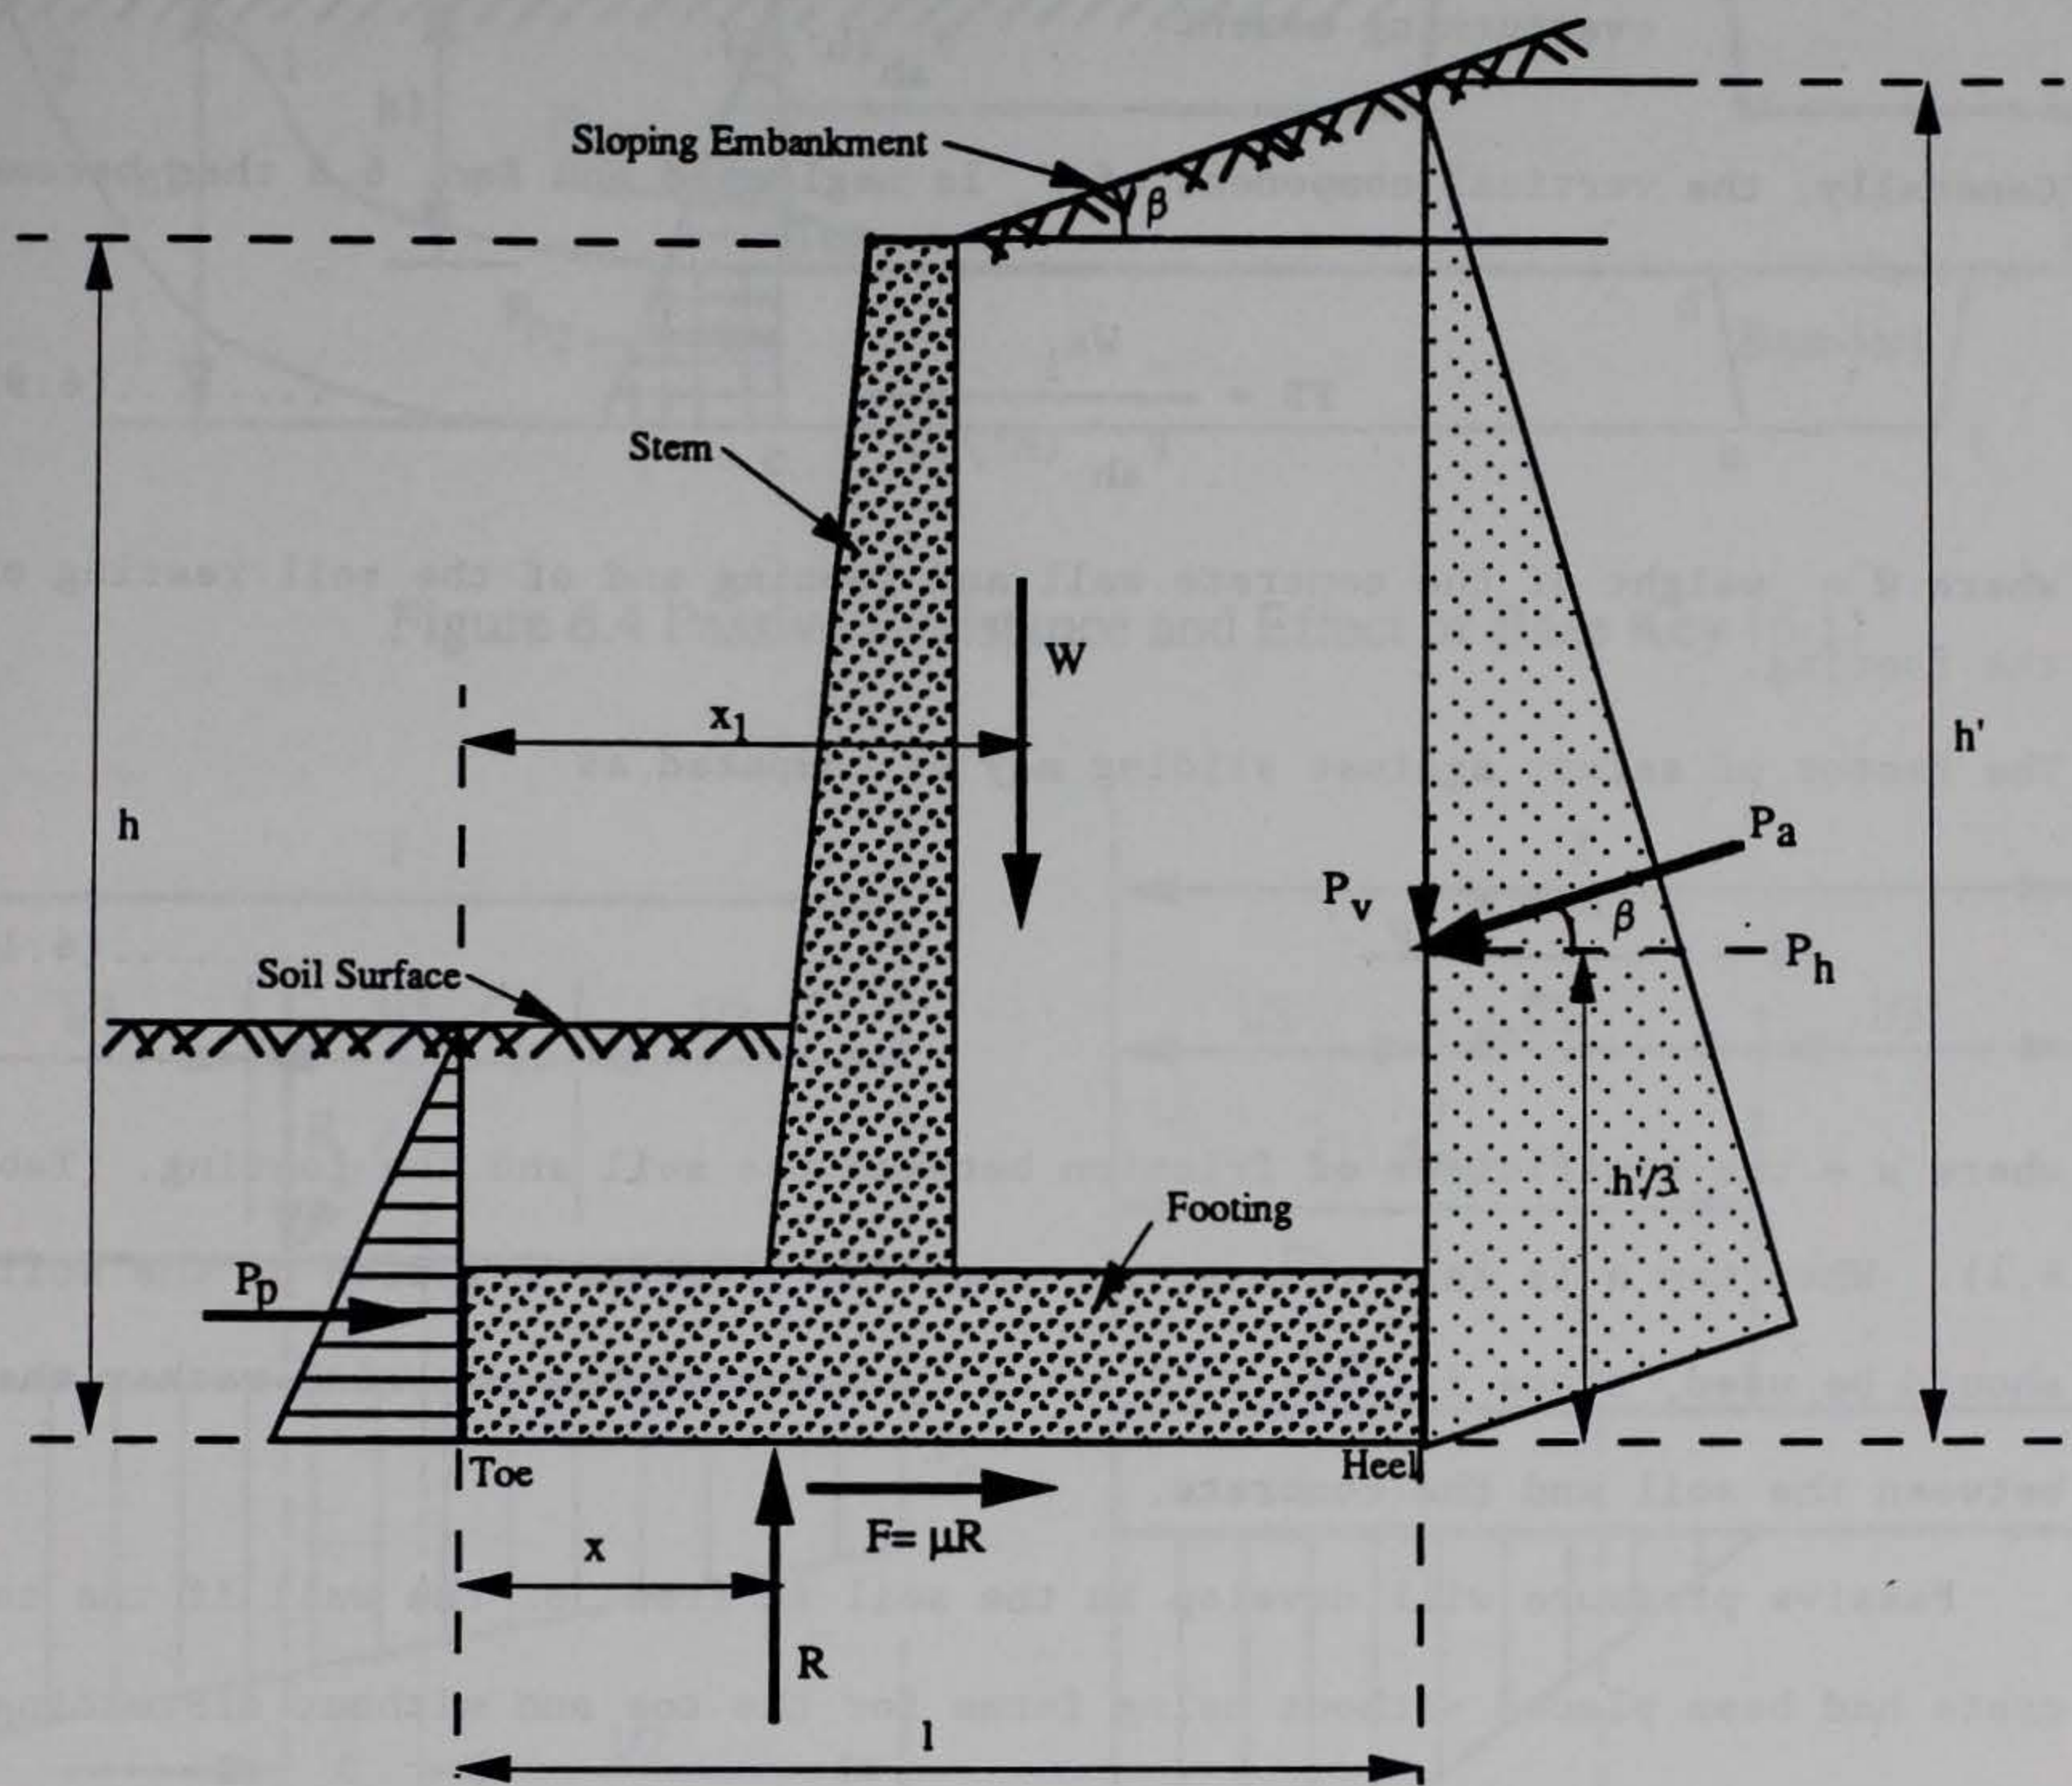 Sloping Embankment
β
Stem
W
x1
h'
h
Pa
Pv
β
Ph
Soil Surface
h'/3
Footing
Pp
Toe
Heel
F= μR
x
R
l